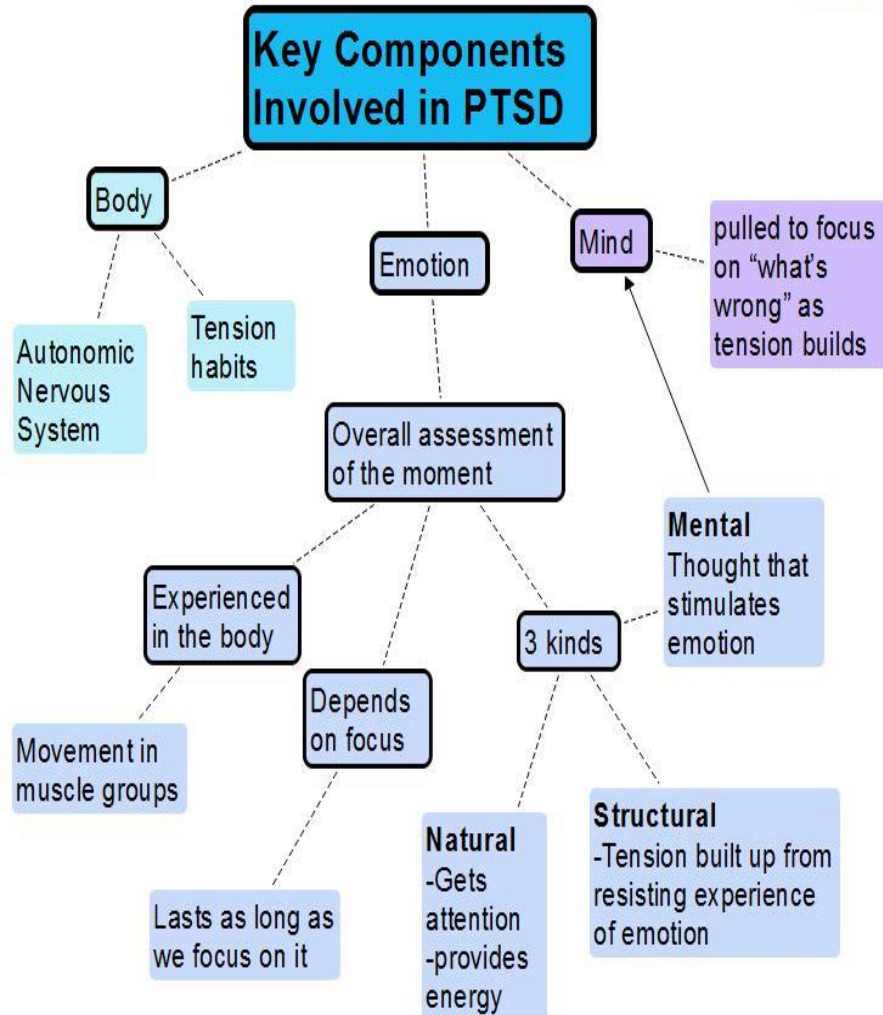 Key Components
Involved in PTSD
Body
Emotion
Mind
pulled to focus
on “what’s
wrong” as
tension builds
Autonomic
Nervous
System
Tension
habits
Overall assessment
of the moment
Mental
Thought that
stimulates
emotion
Experienced
in the body
3 kinds
Depends
on focus
Movement in
muscle groups
Natural
-Gets
attention
-provides
energy
Structural
-Tension built up from
resisting experience
of emotion
Lasts as long as
we focus on it